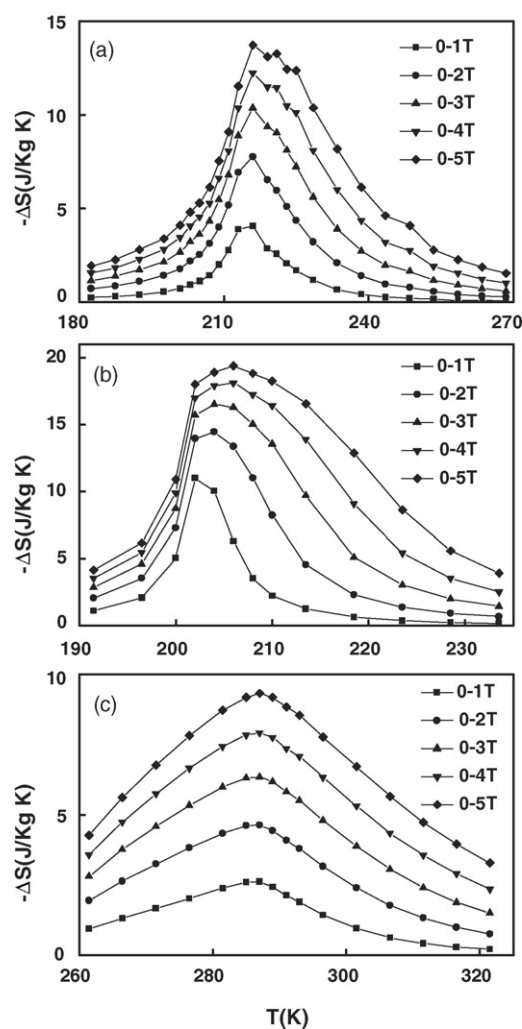 (a)
0-1T
0-2T
0-3T
0-4T
0-5T
-ΔS(J/Kg K)
15
10
5
0
180 210 240 270
(b)
0-1T
0-2T
0-3T
0-4T
0-5T
-ΔS(J/Kg K)
20
15
10
5
0
190 200 210 220 230
(c)
0-1T
0-2T
0-3T
0-4T
0-5T
-ΔS(J/Kg K)
10
5
0
260 280 300 320
T(K)